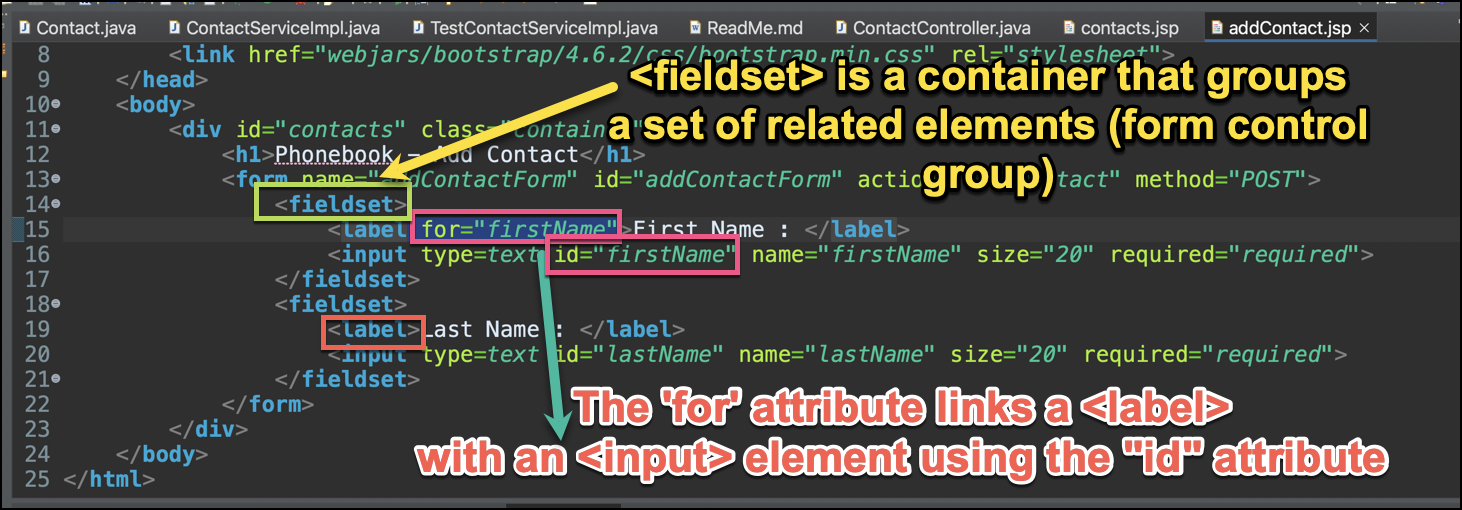 Contact.java ContactServiceImpl.java TestContactServiceImpl.java ReadMe.md ContactController.java contacts.jsp addContact.jsp
8 <link href="webjars/bootstrap/4.6.2/css/bootstrap.min.css" rel="stylesheet">
9 </head>
<fieldset> is a container that groups
a set of related elements (form control
group)
10 <body>
11 <div id="contacts" class="Contain
12 <h1>Phonebook - Add Contact</h1>
13 <form name="addContactForm" id="addContactForm" method="POST">
14 <fieldset>
15 <label for="firstName">First Name : </label>
16 <input type=text id="firstName" name="firstName" size="20" required="required">
17 </fieldset>
18 <fieldset>
19 <label>Last Name : </label>
20 <input type=text id="lastName" name="lastName" size="20" required="required">
21 </fieldset>
22 </form>
23 </div>
24 </body>
25 </html>
The 'for' attribute links a <label>
with an <input> element using the "id" attribute